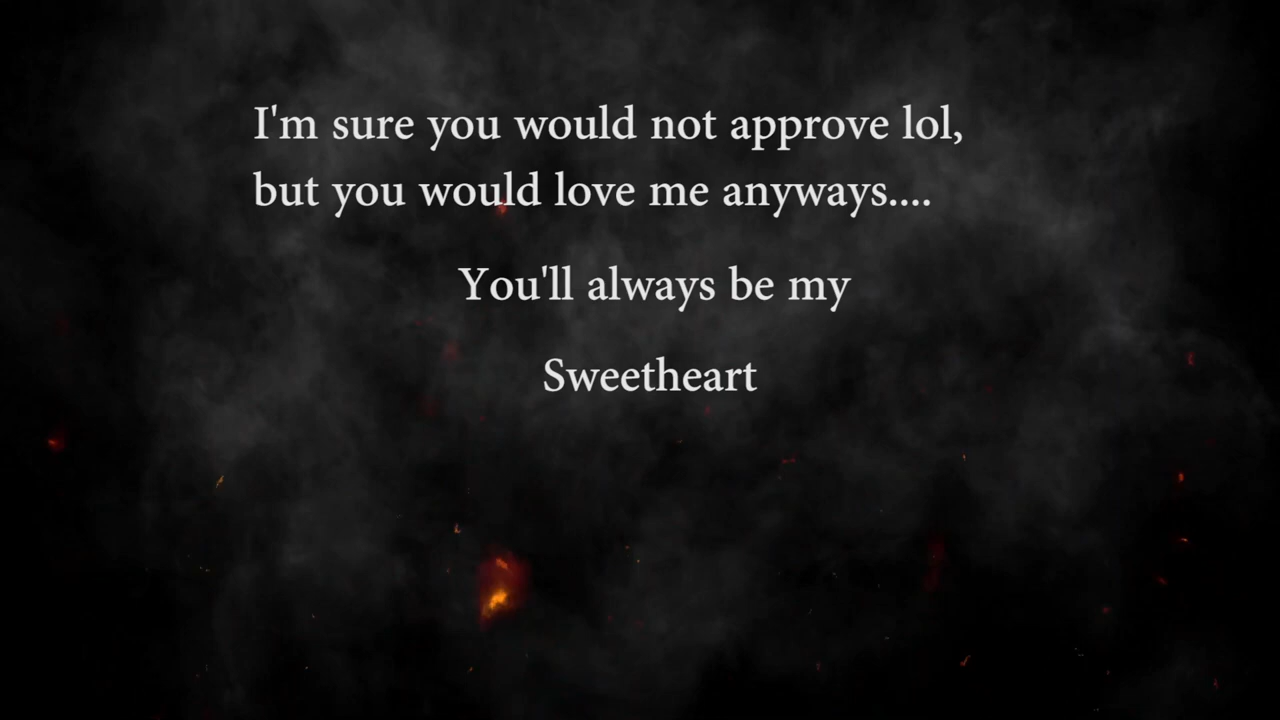 I'm sure you would not approve lol,
but you would love me anyways....
You'll always be my
Sweetheart